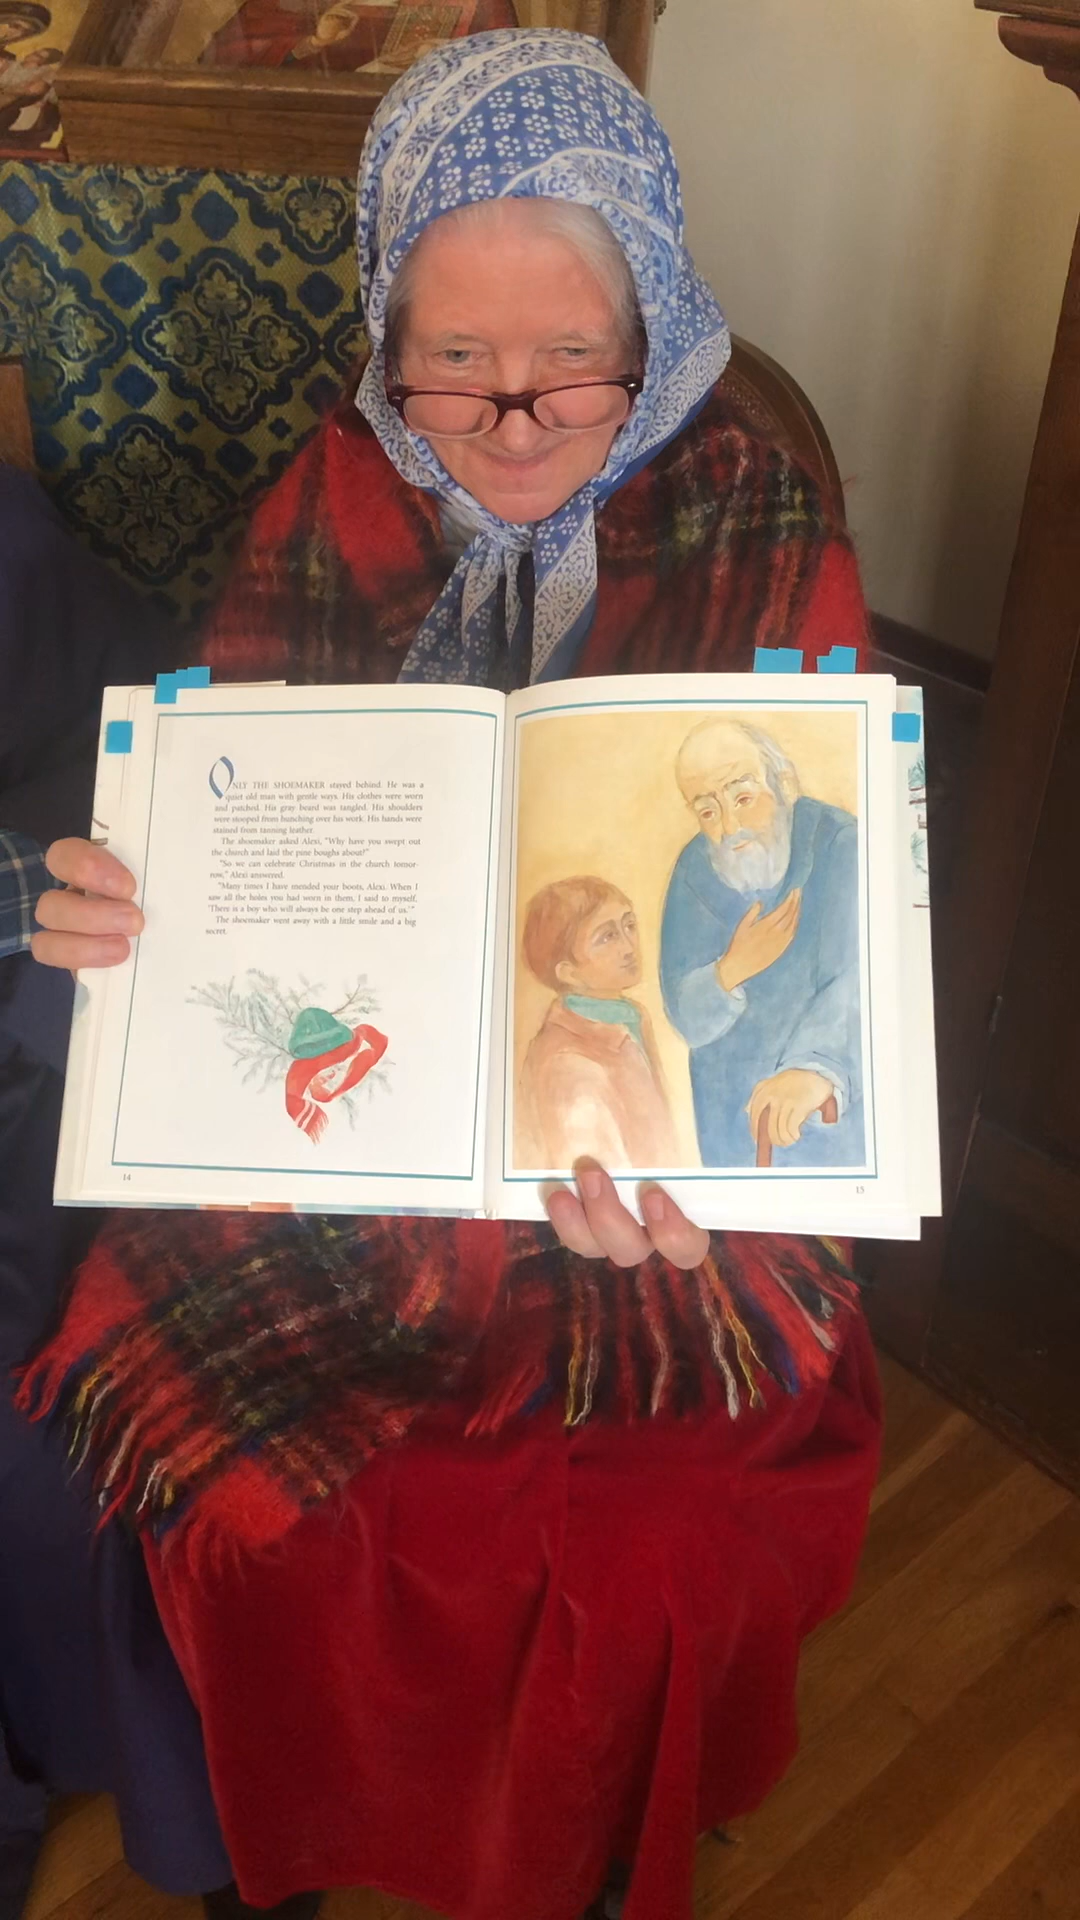 ONLY THE SHOEMAKER stayed behind. He was a
quiet old man with gentle ways. His clothes were worn
and patched. His gray beard was tangled. His shoulders
were stooped from hunching over his work. His hands were
stained from tanning leather.
The shoemaker asked Alexi, "Why have you swept out
the church and laid the pine boughs about?"
"So we can celebrate Christmas in the church tomor-
row," Alexi answered.
"Many times I have mended your boots, Alexi. When I
saw all the holes you had worn in them, I said to myself,
'There is a boy who will always be one step ahead of us.'"
The shoemaker went away with a little smile and a big
secret.
14
15